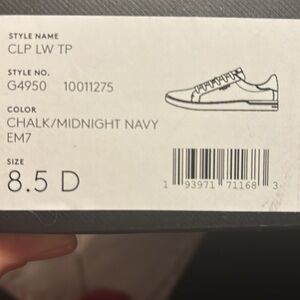 STYLE NAME
CLP LW TP
STYLE NO.
G4950 10011275
COLOR
CHALK/MIDNIGHT NAVY
EM7
SIZE
8.5 D
1 93971 71168 3